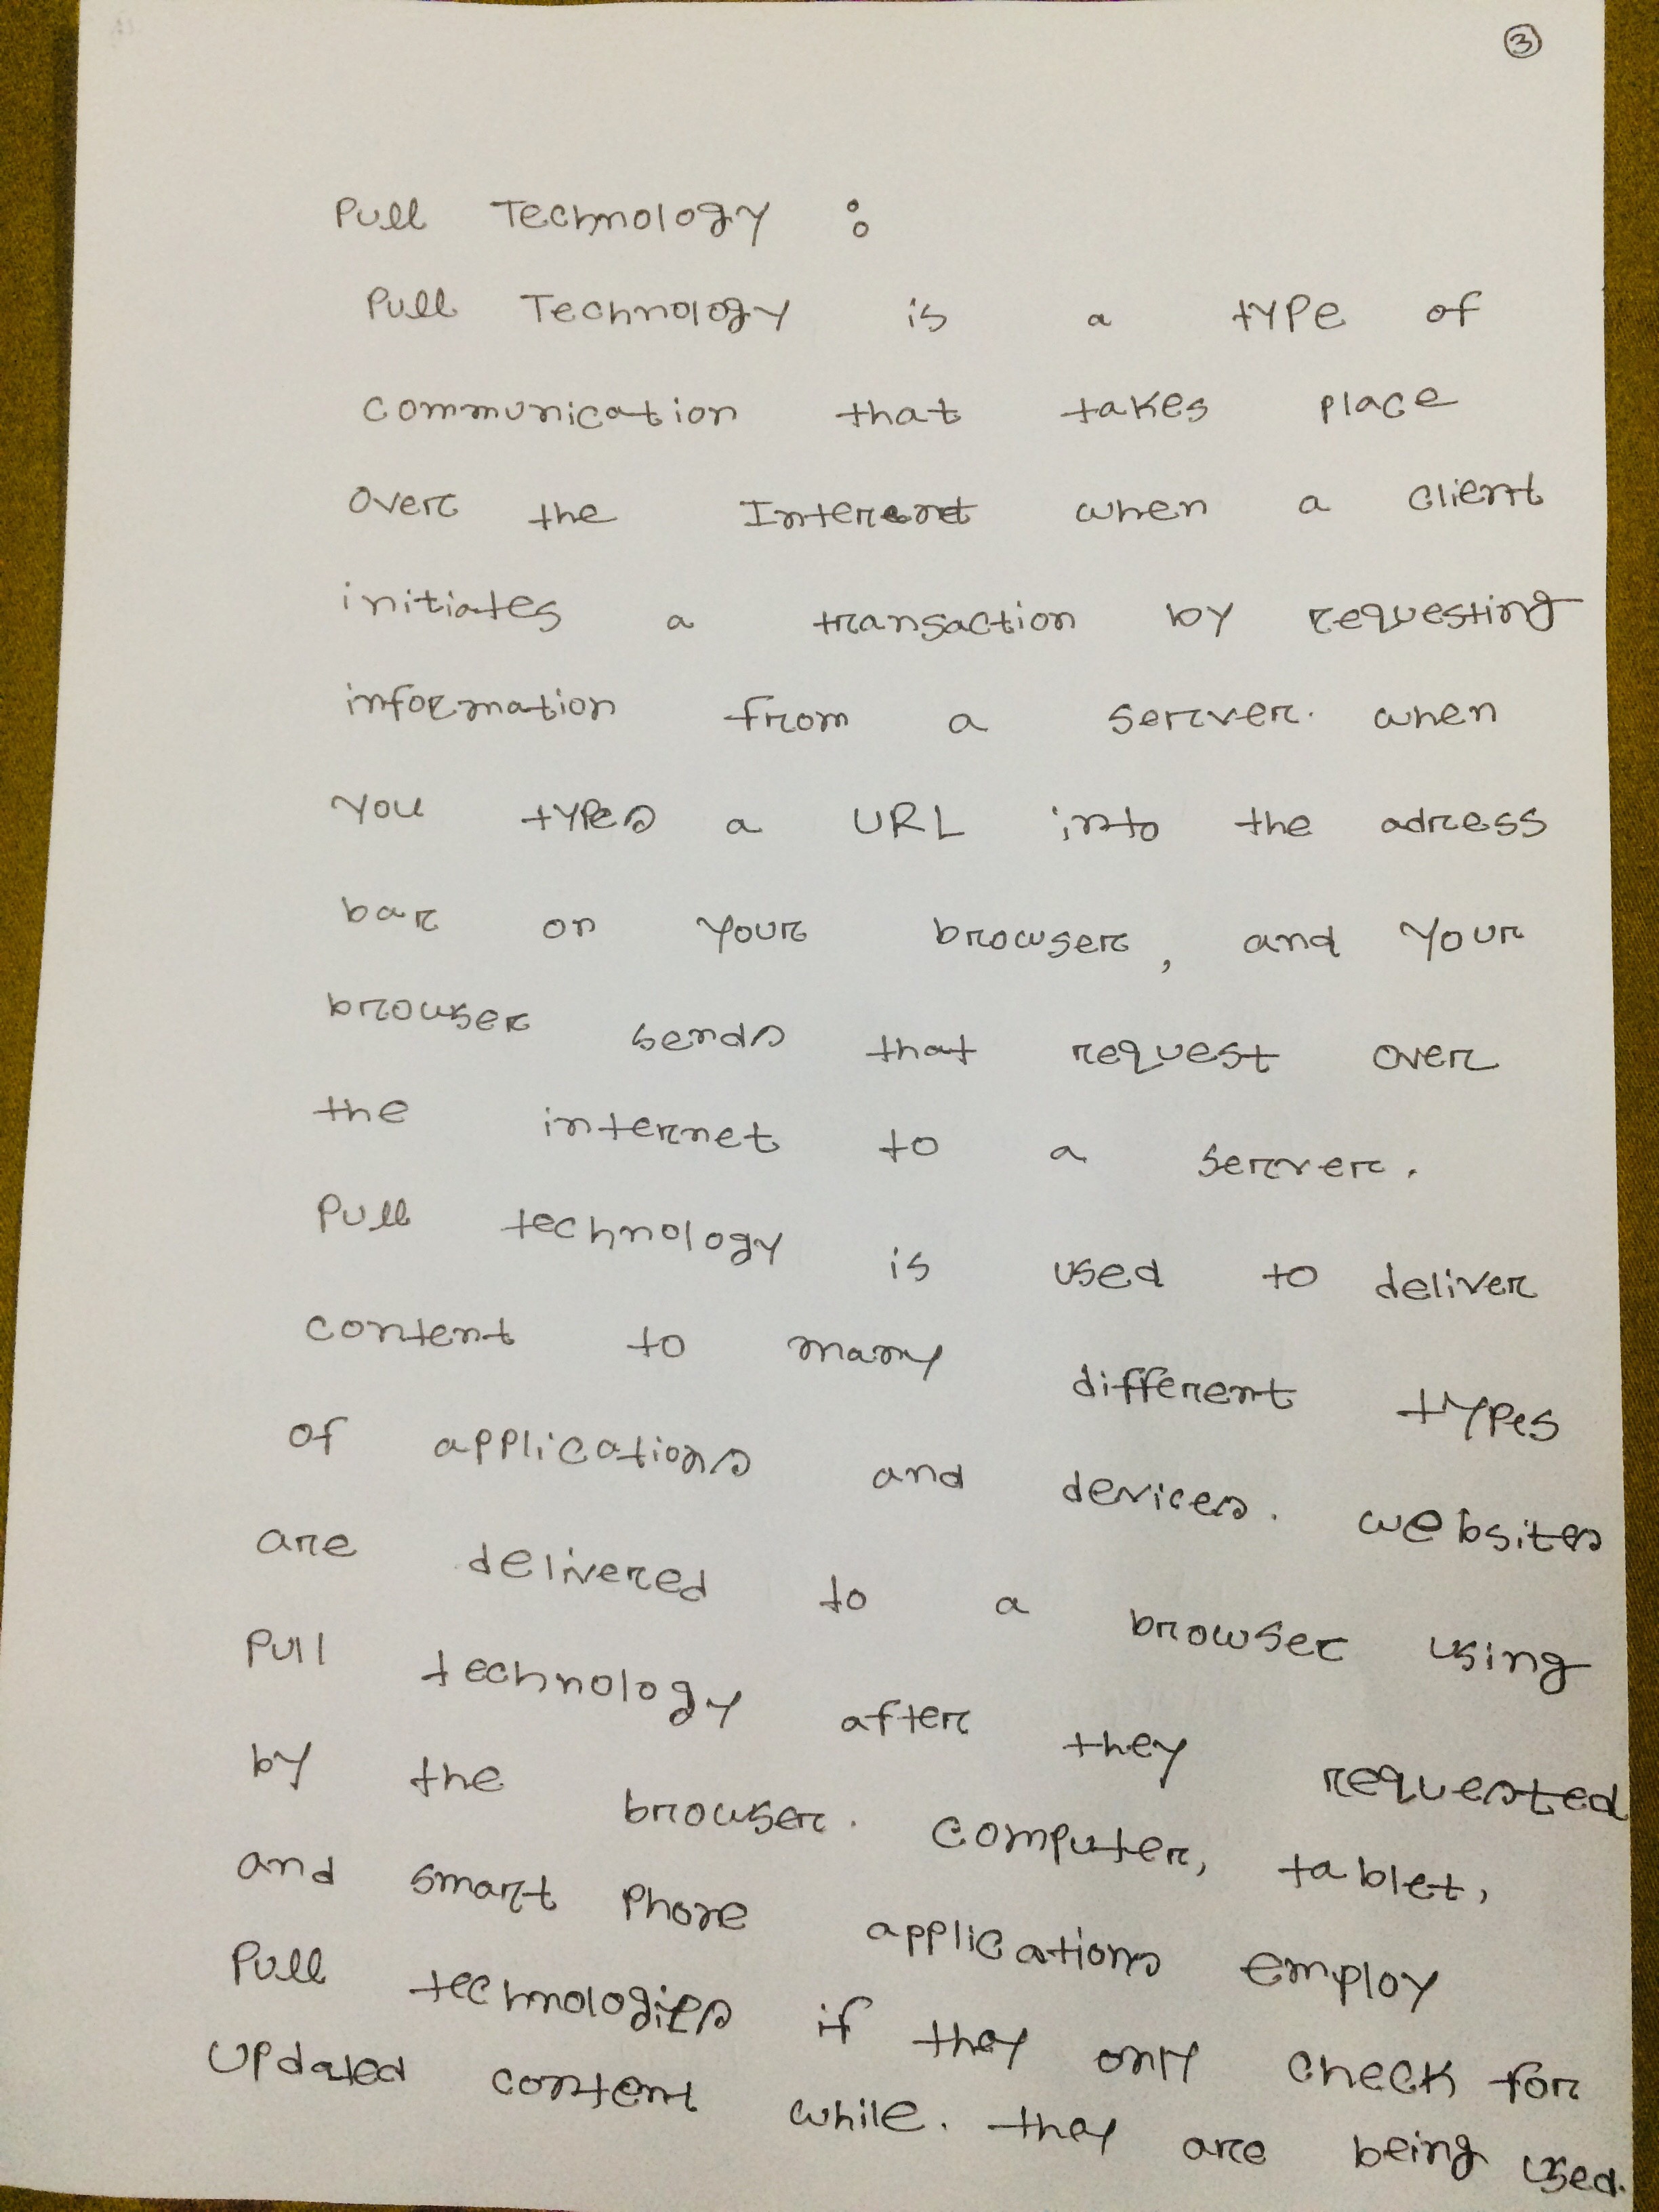 3
Pull Technology :
Pull Technology is a type of
communication that takes place
over the Interenet when a client
initiates a transaction by requesting
information from a server. when
you types a URL into the adress
bar on your browser, and your
browser sends that request over
the internet to a server.
Pull technology is used to deliver
content to many different types
of applications and devices. websites
are delivered to a browser using
Pull technology after they requested
by the browser. computer, tablet,
and smart phone applications employ
Pull technologies if they only check for
updated content while. they are being used.